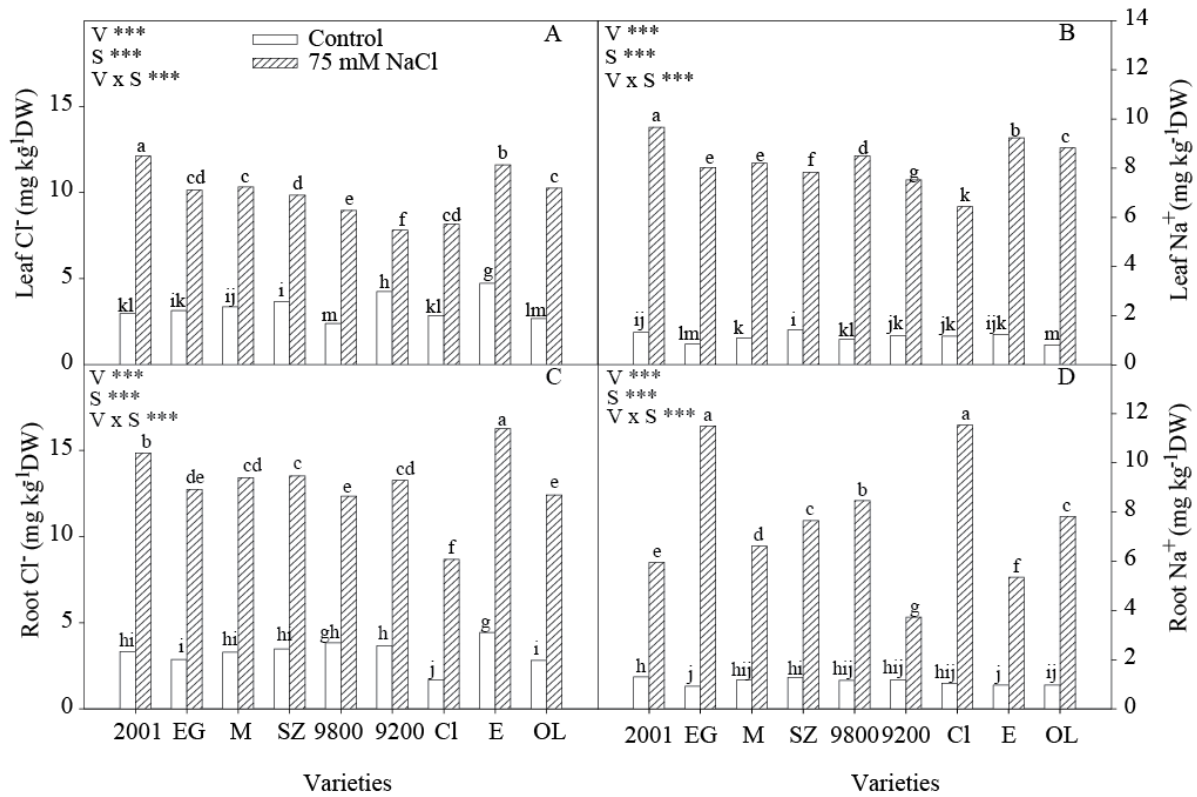 V ***
S ***
V x S ***
Control
75 mM NaCl
A
15
10
5
0
Leaf Cl⁻ (mg kg⁻¹DW)
a
cd
c
d
e
f
cd
b
c
kl
ik
ij
i
m
h
kl
g
lm
V ***
S ***
V x S ***
B
14
12
10
8
6
4
2
0
Leaf Na⁺ (mg kg⁻¹DW)
a
e
e
f
d
g
k
b
c
ij
lm
k
i
kl
jk
jk
ijk
m
V ***
S ***
V x S ***
C
15
10
5
0
Root Cl⁻ (mg kg⁻¹DW)
b
de
cd
c
e
cd
f
a
e
hi
i
hi
hi
gh
h
j
g
i
2001 EG M SZ 9800 9200 Cl E OL
Varieties
V ***
S ***
V x S ***
D
12
10
8
6
4
2
0
Root Na⁺ (mg kg⁻¹DW)
e
a
d
c
b
g
a
f
c
h
j
hij
hi
hij
hij
hij
j
ij
2001 EG M SZ 9800 9200 Cl E OL
Varieties